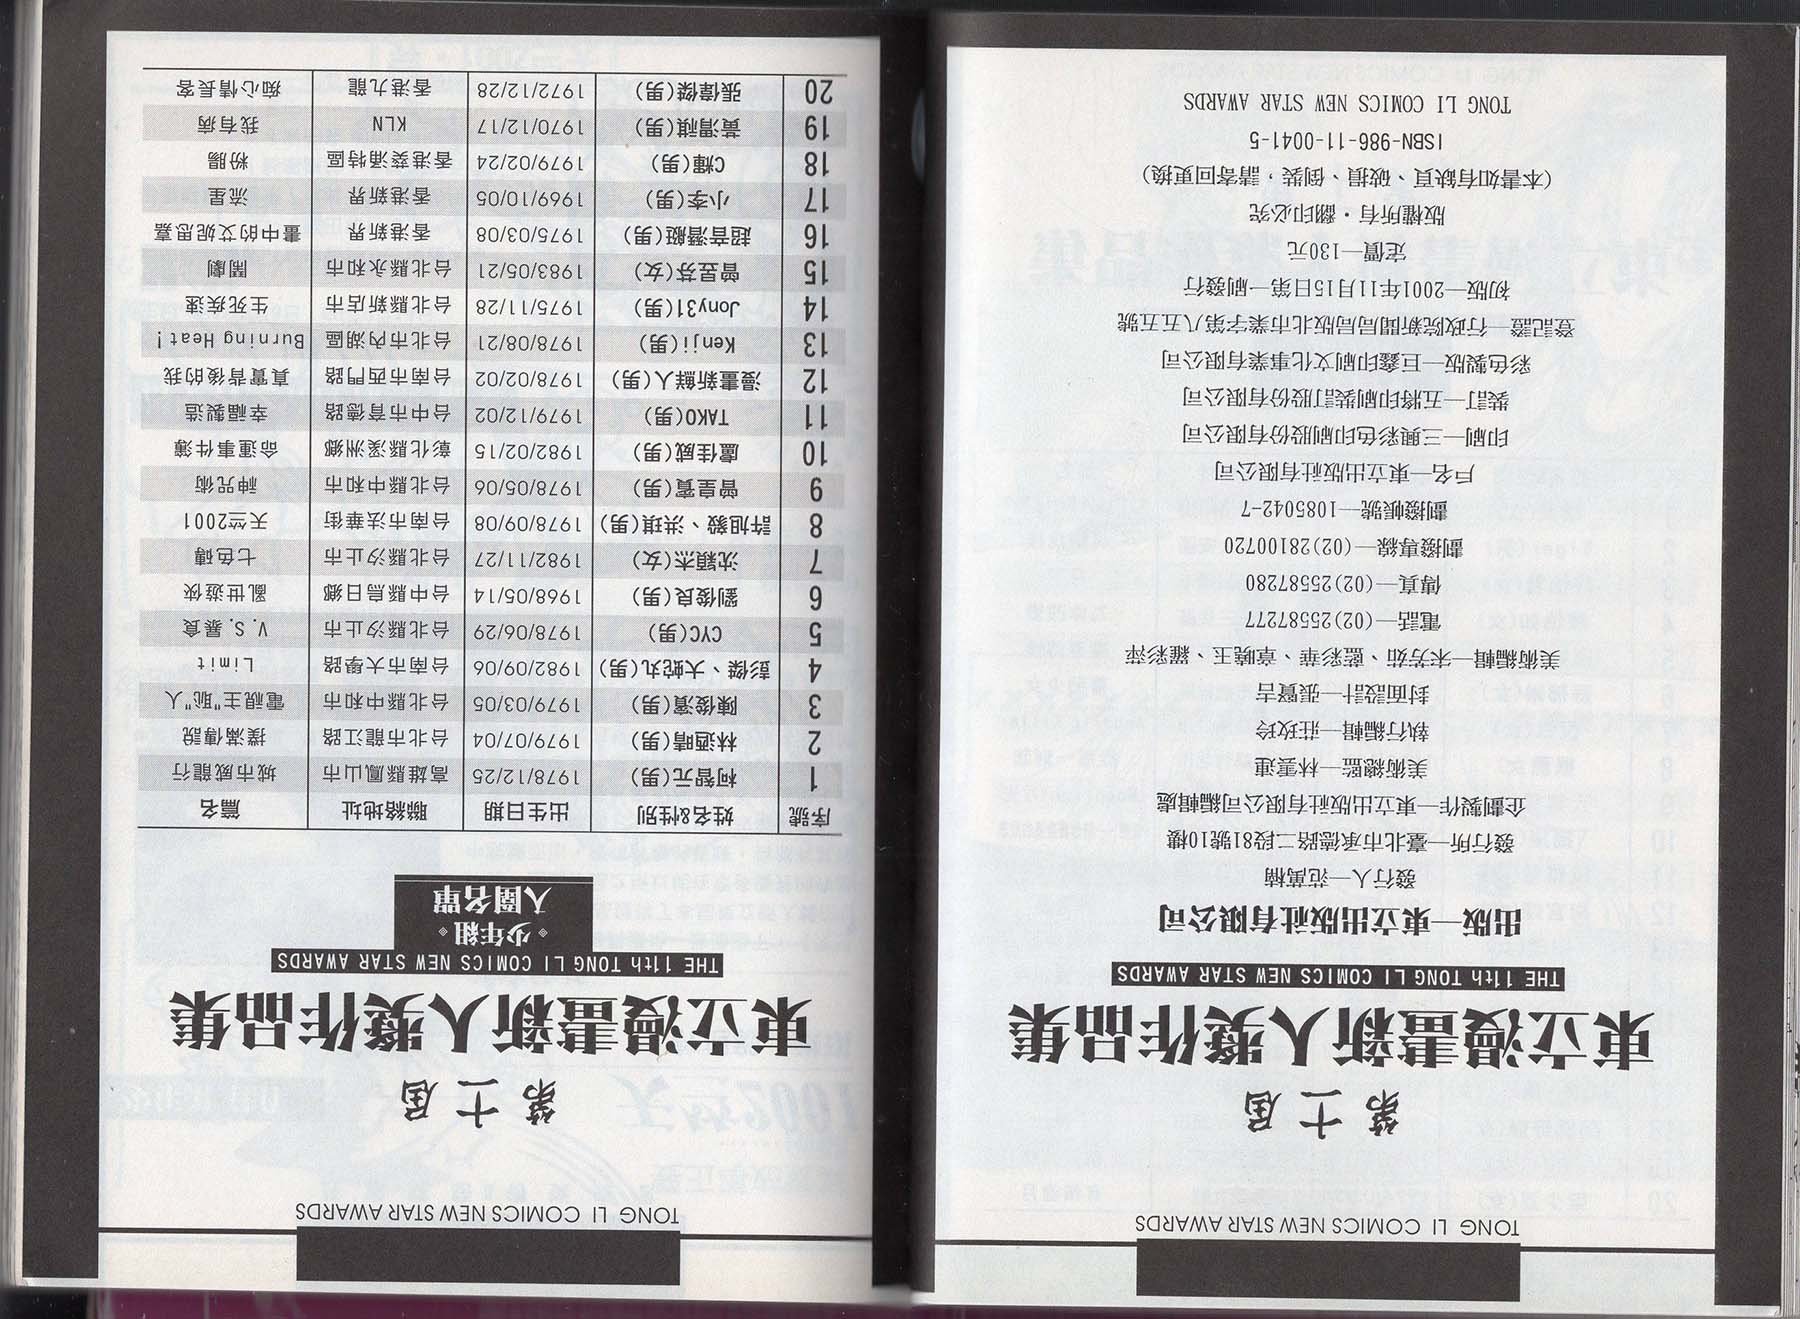 TONG LI COMICS NEW STAR AWARDS
第十一屆
東立漫畫新人獎作品集
THE 11th TONG LI COMICS NEW STAR AWARDS
出版—東立出版社有限公司
發行人—范萬楠
發行所—臺北市承德路二段81號10樓
企劃製作—東立出版社有限公司編輯處
美術總監—林雲連
執行編輯—莊玫玲
封面設計—張賢吉
美術編輯—宋芳茹、藍彩華、章曉玉、羅彩萍
電話—(02)25587277
傳真—(02)25587280
劃撥專線—(02)28100720
劃撥帳號—1085042-7
戶名—東立出版社有限公司
印刷—三興彩色印刷股份有限公司
裝訂—五將印刷裝訂股份有限公司
彩色製版—巨鑫印刷文化事業有限公司
登記證—行政院新聞局局版北市業字第八五五號
初版—2001年11月15日第一刷發行
定價—130元
版權所有・翻印必究
(本書如有缺頁、破損、倒裝，請寄回更換)
ISBN-986-11-0041-5
TONG LI COMICS NEW STAR AWARDS
TONG LI COMICS NEW STAR AWARDS
第十一屆
東立漫畫新人獎作品集
THE 11th TONG LI COMICS NEW STAR AWARDS
少年組
入圍名單
序號 姓名&性別 出生日期 聯絡地址 篇名
1 柯智元(男) 1978/12/25 高雄縣鳳山市 城市威龍行
2 林迺晴(男) 1979/07/04 台北市龍江路 撲滿傳說
3 陳俊濱(男) 1979/03/05 台北縣中和市 電視主"恥"人
4 彭傑、大蛇丸(男) 1982/09/06 台南市大學路 Limit
5 CYC(男) 1978/06/29 台北縣汐止市 V.S.暴食
6 劉俊良(男) 1968/05/14 台中縣烏日鄉 亂世遊俠
7 沈穎杰(女) 1982/11/27 台北縣汐止市 七色磚
8 許旭毅、洪琪(男) 1978/09/08 台南市法華街 天竺2001
9 曾皇賓(男) 1978/05/06 台北縣中和市 神咒術
10 盧佳威(男) 1982/02/15 彰化縣溪洲鄉 命運事件簿
11 TAKO(男) 1979/12/02 台中市育德路 幸福製造
12 漫畫新鮮人(男) 1978/02/02 台南市西門路 真實背後的我
13 Kenji(男) 1978/08/21 台北市內湖區 Burning Heat!
14 Jony31(男) 1975/11/28 台北縣新店市 生死疾速
15 曾昱芬(女) 1983/05/21 台北縣永和市 鬧劇
16 超音潛艇(男) 1975/03/08 香港新界 畫中的艾妮思嘉
17 小李(男) 1969/10/05 香港新界 流星
18 C輝(男) 1979/02/24 香港葵涌特區 粉腸
19 黃渭祺(男) 1970/12/17 KLN 我有病
20 張偉傑(男) 1972/12/28 香港九龍 痴心情長客